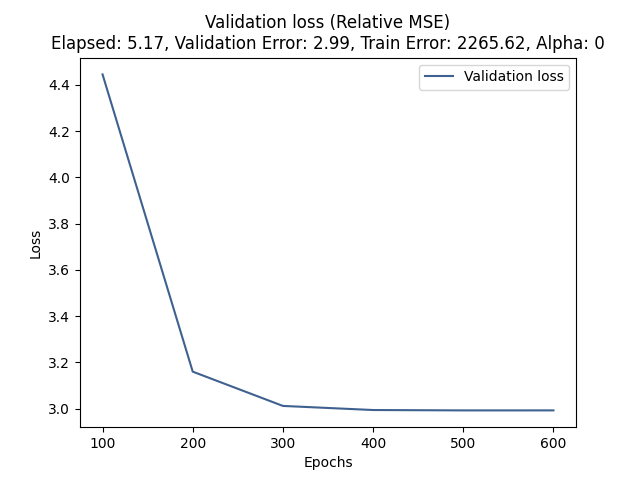 Validation loss (Relative MSE)
Elapsed: 5.17, Validation Error: 2.99, Train Error: 2265.62, Alpha: 0
Validation loss
4.4
4.2
4.0
3.8
3.6
3.4
3.2
3.0
Loss
100 200 300 400 500 600
Epochs